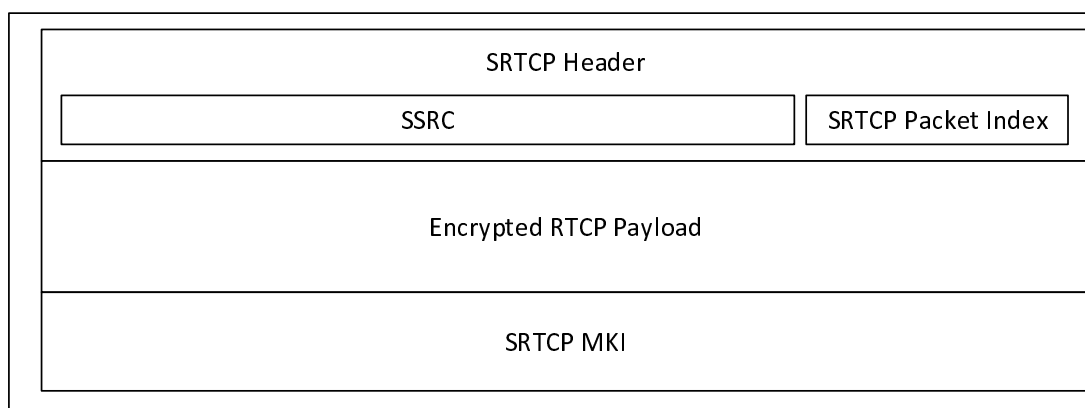 SRTCP Header
SSRC
SRTCP Packet Index
Encrypted RTCP Payload
SRTCP MKI